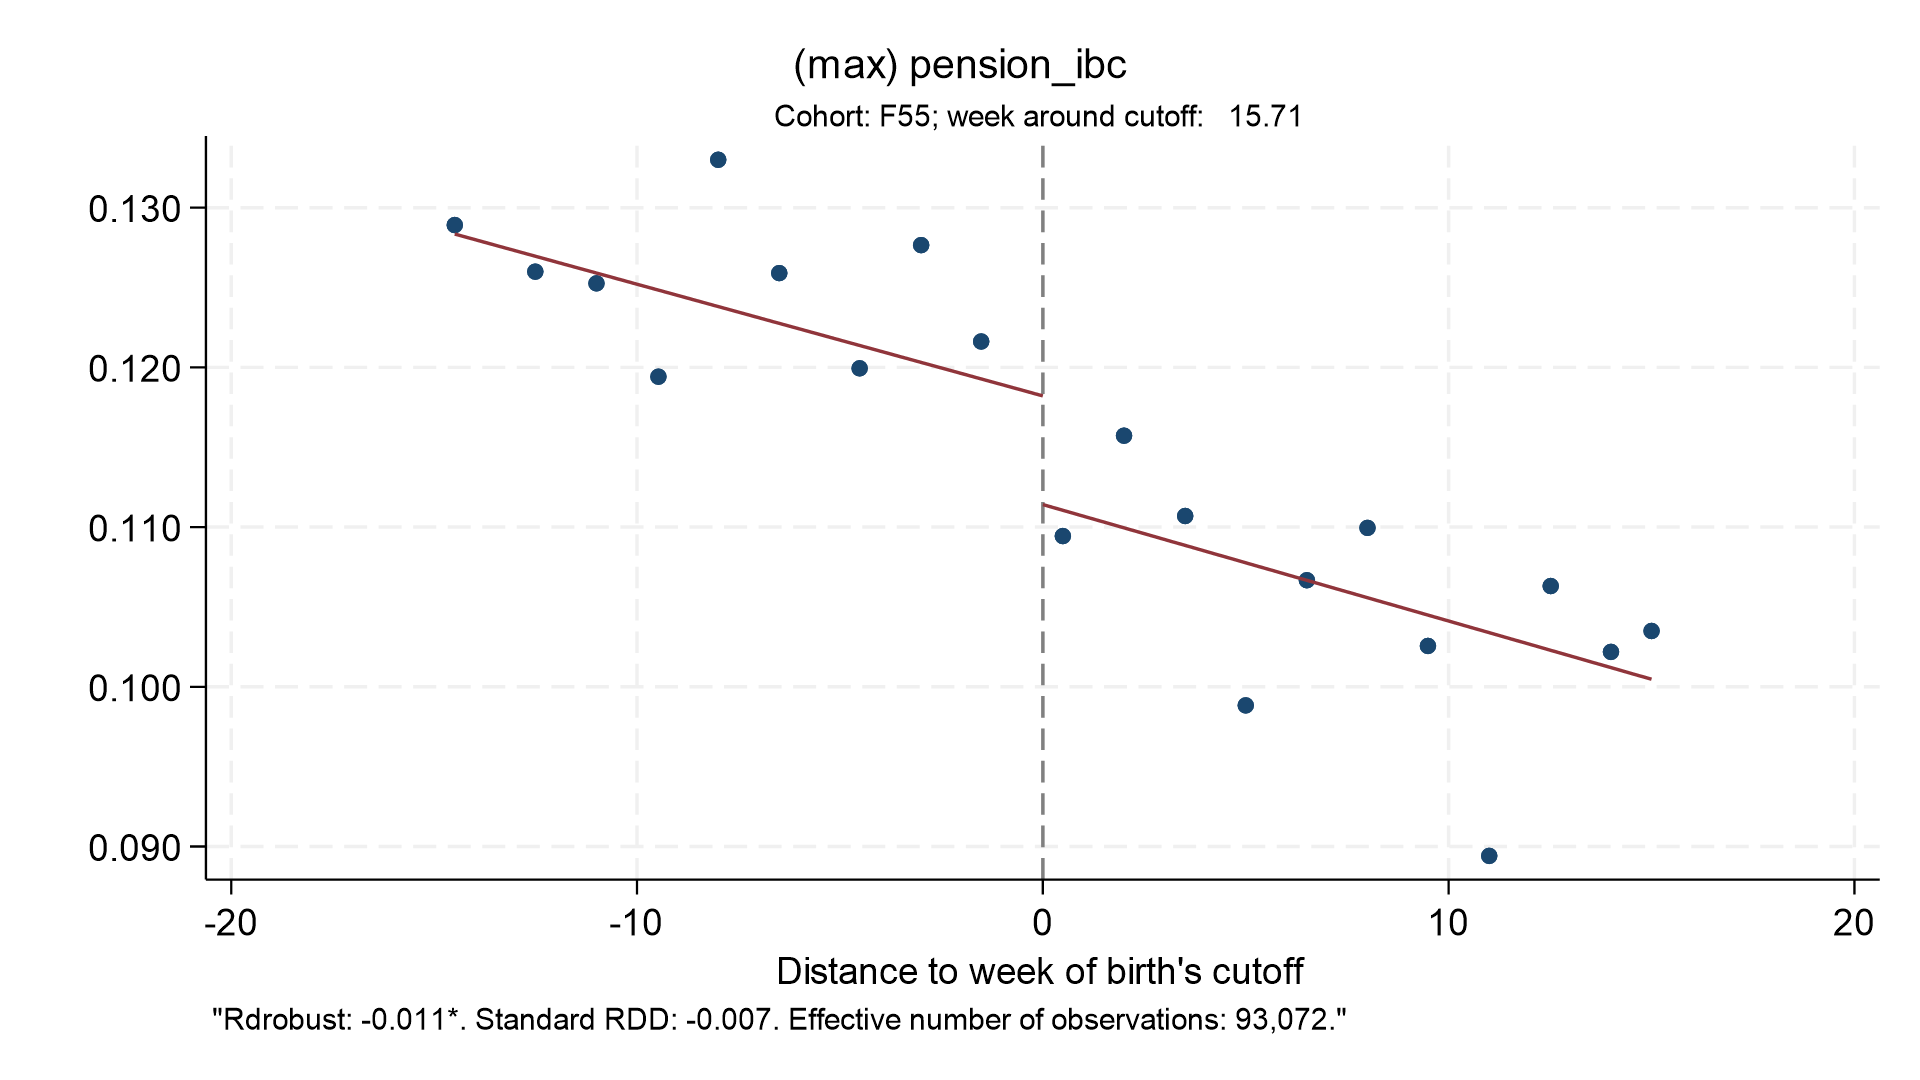 (max) pension_ibc
Cohort: F55; week around cutoff: 15.71
0.130
0.120
0.110
0.100
0.090
-20 -10 0 10 20
Distance to week of birth's cutoff
"Rdrobust: -0.011*. Standard RDD: -0.007. Effective number of observations: 93,072."